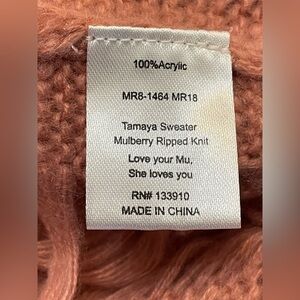 100%Acrylic
MR8-1464 MR18
Tamaya Sweater
Mulberry Ripped Knit
Love your Mu,
She loves you
RN# 133910
MADE IN CHINA